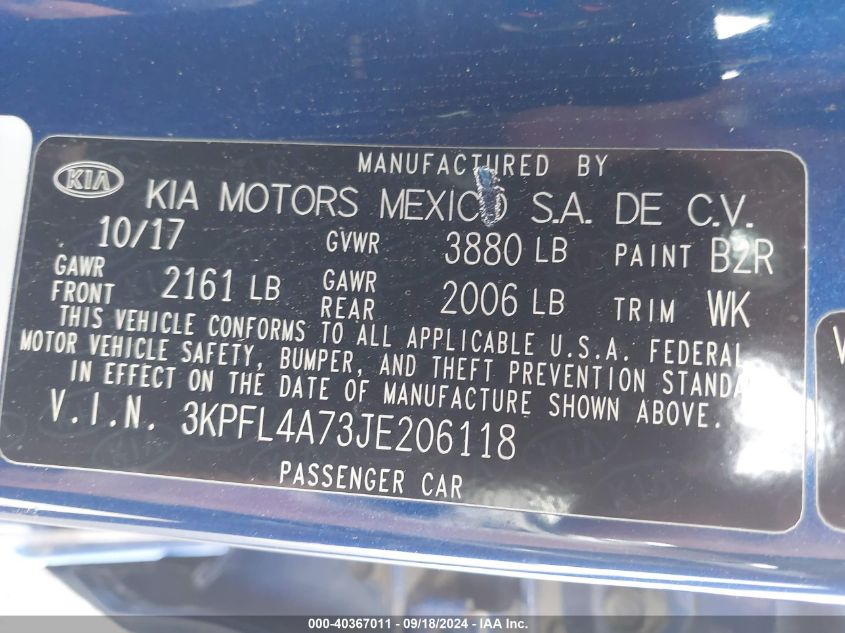 MANUFACTURED BY
KIA
KIA MOTORS MEXICO S.A. DE C.V.
10/17 GVWR 3880 LB PAINT B2R
GAWR FRONT 2161 LB GAWR REAR 2006 LB TRIM WK
THIS VEHICLE CONFORMS TO ALL APPLICABLE U.S.A. FEDERAL
MOTOR VEHICLE SAFETY, BUMPER, AND THEFT PREVENTION STANDA
IN EFFECT ON THE DATE OF MANUFACTURE SHOWN ABOVE.
V.I.N. 3KPFL4A73JE206118
PASSENGER CAR
V
000-40367011 - 09/18/2024 - IAA Inc.